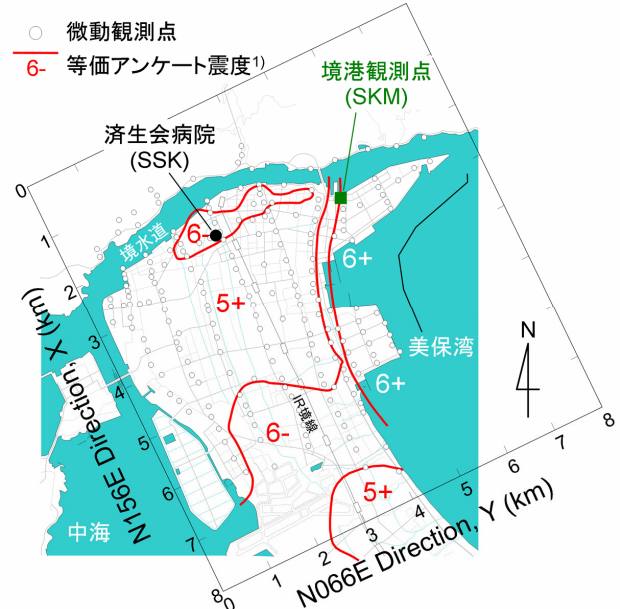 微動観測点
6- 等価アンケート震度1)
境港観測点
(SKM)
済生会病院
(SSK)
0
1
2
3
4
5
6
7
8
N156E Direction, X (km)
境水道
6-
5+
6+
美保湾
N
6+
JR境線
6-
5+
中海
0
1
2
3
4
5
6
7
8
N066E Direction, Y (km)